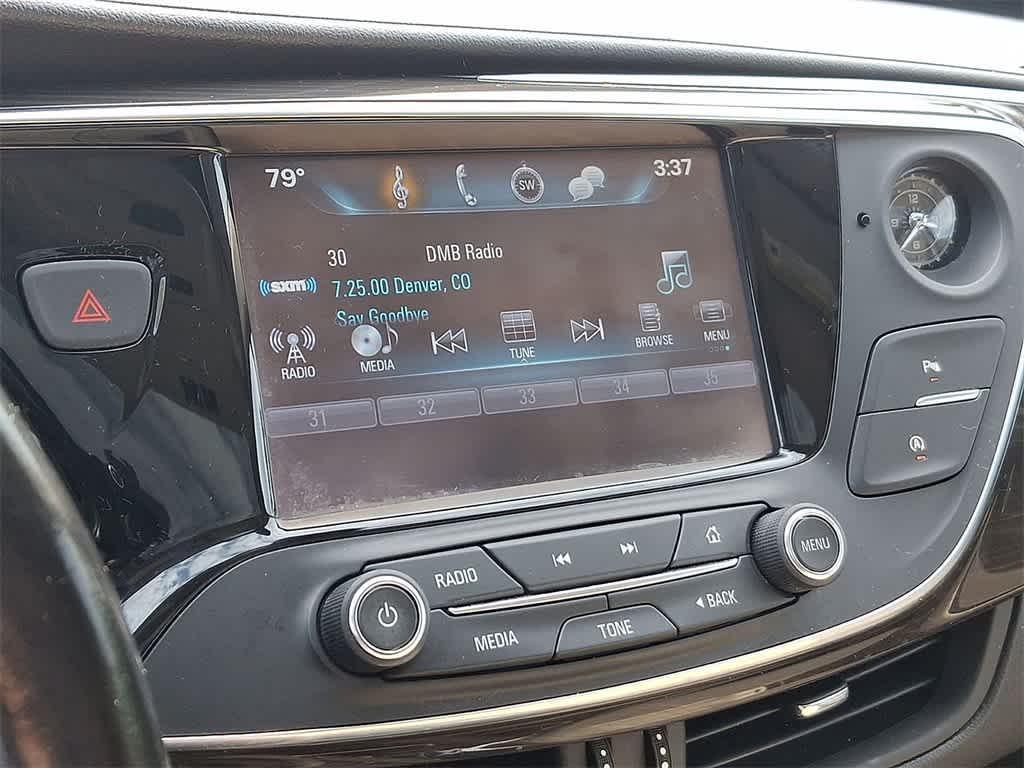 79° SW 3:37
30 DMB Radio
((sxm)) 7.25.00 Denver, CO
Say Goodbye
RADIO MEDIA TUNE BROWSE MENU
31 32 33 34 35
12
RADIO MENU
MEDIA TONE BACK